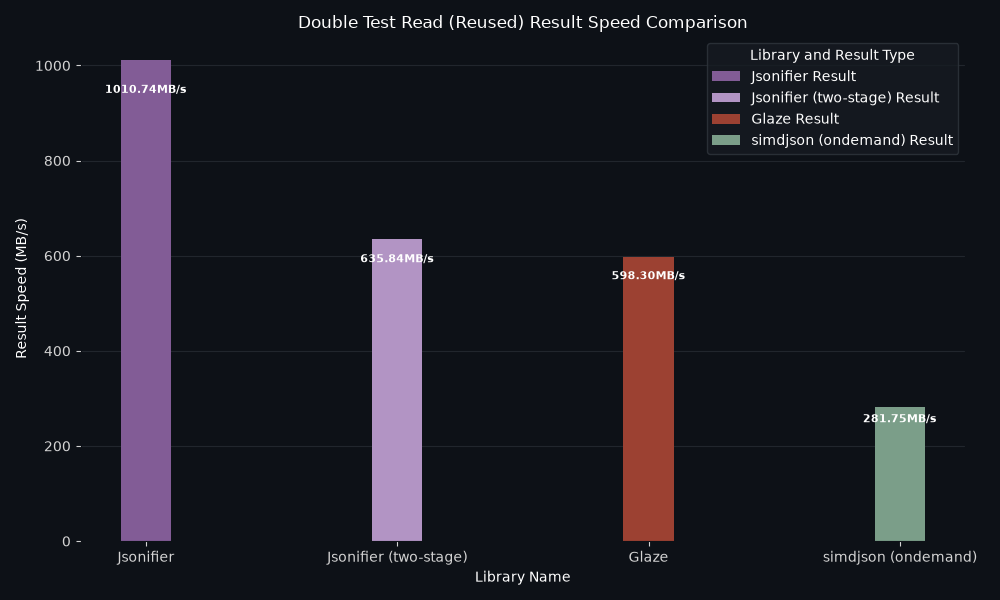 Double Test Read (Reused) Result Speed Comparison
Library and Result Type
Jsonifier Result
Jsonifier (two-stage) Result
Glaze Result
simdjson (ondemand) Result
Result Speed (MB/s)
1000
800
600
400
200
0
1010.74MB/s
635.84MB/s
598.30MB/s
281.75MB/s
Jsonifier
Jsonifier (two-stage)
Glaze
simdjson (ondemand)
Library Name